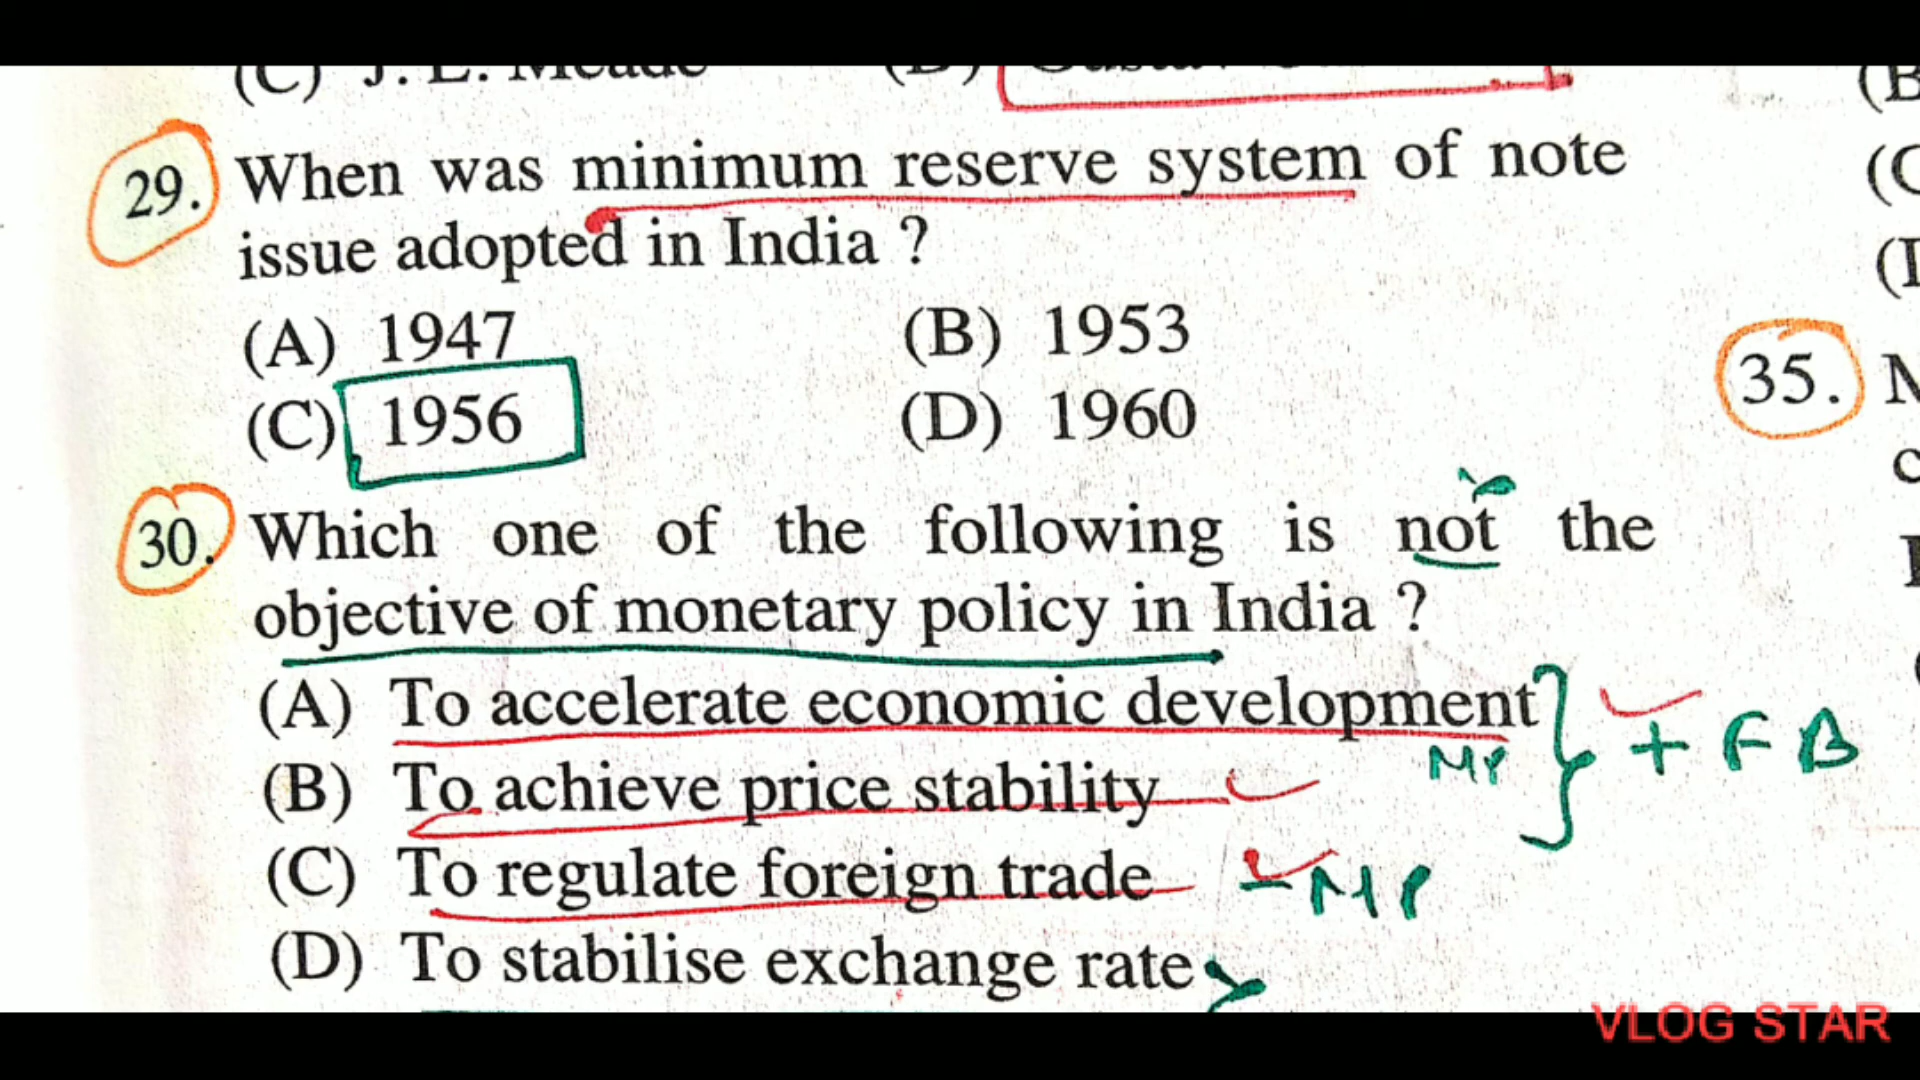 (C) J. E. Meade (D)
29. When was minimum reserve system of note
issue adopted in India ?
(A) 1947 (B) 1953
(C) 1956 (D) 1960
30. Which one of the following is not the
objective of monetary policy in India ?
(A) To accelerate economic development
(B) To achieve price stability MP + F B
(C) To regulate foreign trade - MP
(D) To stabilise exchange rate
(B
(C
35.
VLOG STAR